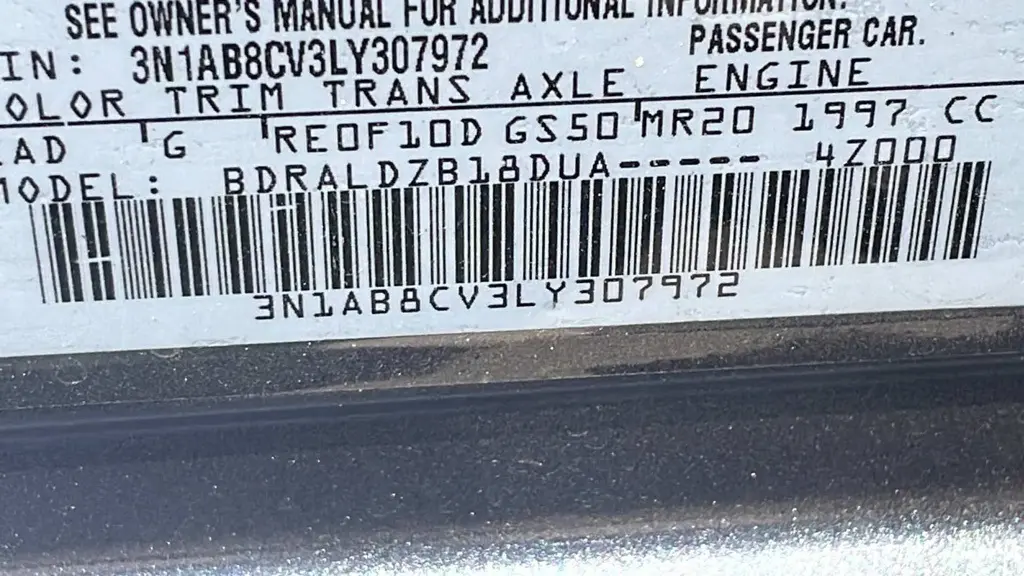 SEE OWNER'S MANUAL FOR ADDITIONAL INFORMATION.
IN: 3N1AB8CV3LY307972 PASSENGER CAR.
OLOR TRIM TRANS AXLE ENGINE
AD G RE0F10D GS50 MR20 1997 CC
MODEL: BDRALDZB18DUA----- 4Z000
3N1AB8CV3LY307972